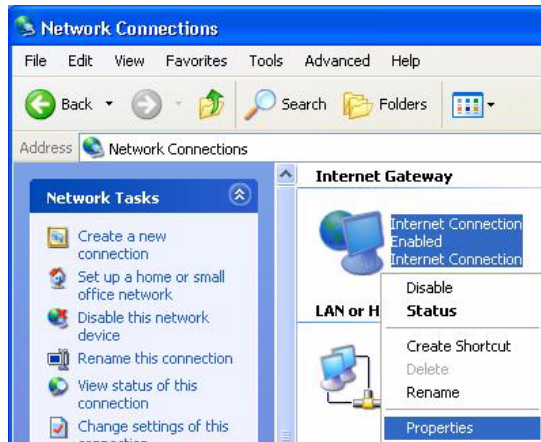 Network Connections
File Edit View Favorites Tools Advanced Help
Back Search Folders
Address Network Connections
Network Tasks
Create a new
connection
Set up a home or small
office network
Disable this network
device
Rename this connection
View status of this
connection
Change settings of this
Internet Gateway
Internet Connection
Enabled
Internet Connection
LAN or H
Disable
Status
Create Shortcut
Delete
Rename
Properties